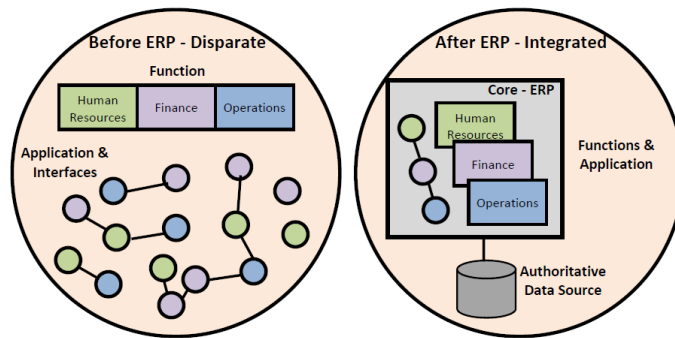 Before ERP - Disparate
Function
Human
Resources
Finance
Operations
Application &
Interfaces
After ERP - Integrated
Core - ERP
Human
Resources
Finance
Operations
Functions &
Application
Authoritative
Data Source